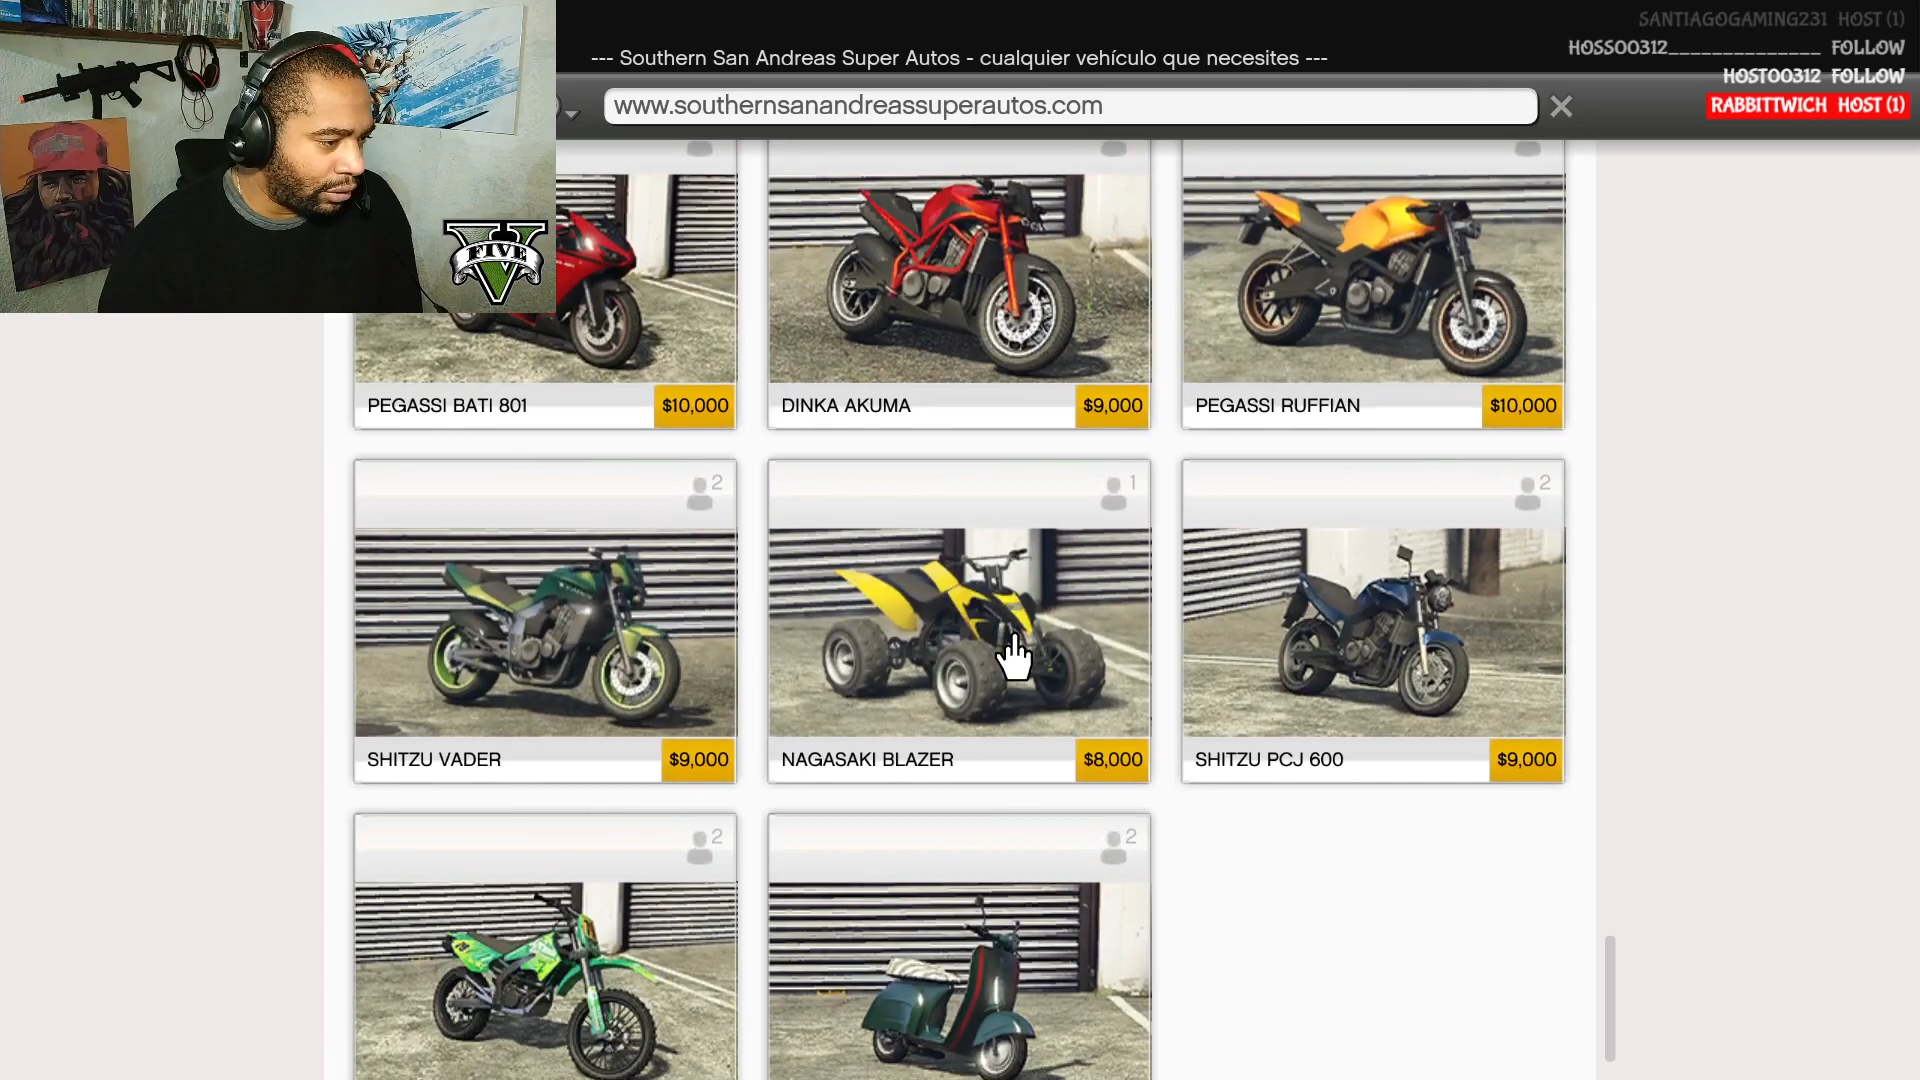 SANTIAGOGAMING231 HOST (1)
HOSSO0312______________ FOLLOW
HOSTO0312 FOLLOW
RABBITTWICH HOST (1)
--- Southern San Andreas Super Autos - cualquier vehículo que necesites ---
www.southernsanandreassuperautos.com
V
FIVE
PEGASSI BATI 801 $10,000
DINKA AKUMA $9,000
PEGASSI RUFFIAN $10,000
2
1
2
SHITZU VADER $9,000
NAGASAKI BLAZER $8,000
SHITZU PCJ 600 $9,000
2
2